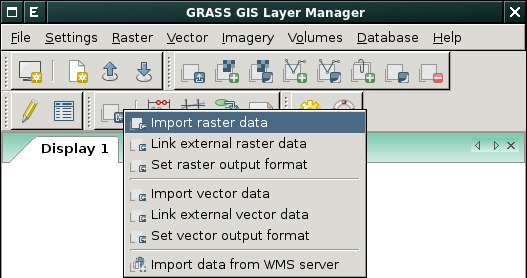 GRASS GIS Layer Manager
File Settings Raster Vector Imagery Volumes Database Help
Display 1
Import raster data
Link external raster data
Set raster output format
Import vector data
Link external vector data
Set vector output format
Import data from WMS server